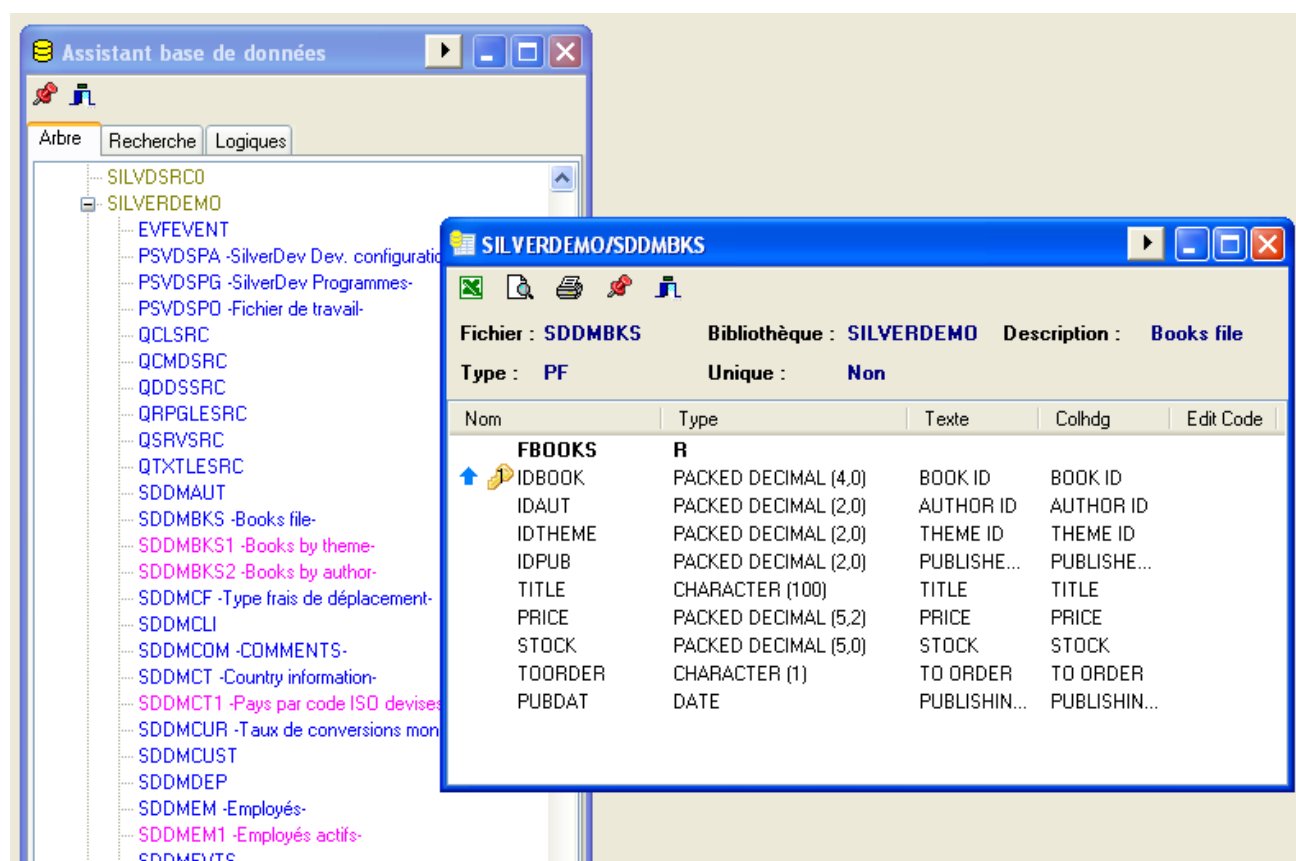 Assistant base de données
Arbre Recherche Logiques
SILVDSRC0
SILVERDEMO
EVFEVENT
PSVDSPA -SilverDev Dev. configuratio
PSVDSPG -SilverDev Programmes-
PSVDSPO -Fichier de travail-
QCLSRC
QCMDSRC
QDDSSRC
QRPGLESRC
QSRVSRC
QTXTLESRC
SDDMAUT
SDDMBKS -Books file-
SDDMBKS1 -Books by theme-
SDDMBKS2 -Books by author-
SDDMCF -Type frais de déplacement-
SDDMCLI
SDDMCOM -COMMENTS-
SDDMCT -Country information-
SDDMCT1 -Pays par code ISO devises
SDDMCUR -Taux de conversions mon
SDDMCUST
SDDMDEP
SDDMEM -Employés-
SDDMEM1 -Employés actifs-
SDDMEVTS
SILVERDEMO/SDDMBKS
Fichier : SDDMBKS Bibliothèque : SILVERDEMO Description : Books file
Type : PF Unique : Non
Nom Type Texte Colhdg Edit Code
FBOOKS R
1 IDBOOK PACKED DECIMAL (4,0) BOOK ID BOOK ID
IDAUT PACKED DECIMAL (2,0) AUTHOR ID AUTHOR ID
IDTHEME PACKED DECIMAL (2,0) THEME ID THEME ID
IDPUB PACKED DECIMAL (2,0) PUBLISHE... PUBLISHE...
TITLE CHARACTER (100) TITLE TITLE
PRICE PACKED DECIMAL (5,2) PRICE PRICE
STOCK PACKED DECIMAL (5,0) STOCK STOCK
TOORDER CHARACTER (1) TO ORDER TO ORDER
PUBDAT DATE PUBLISHIN... PUBLISHIN...